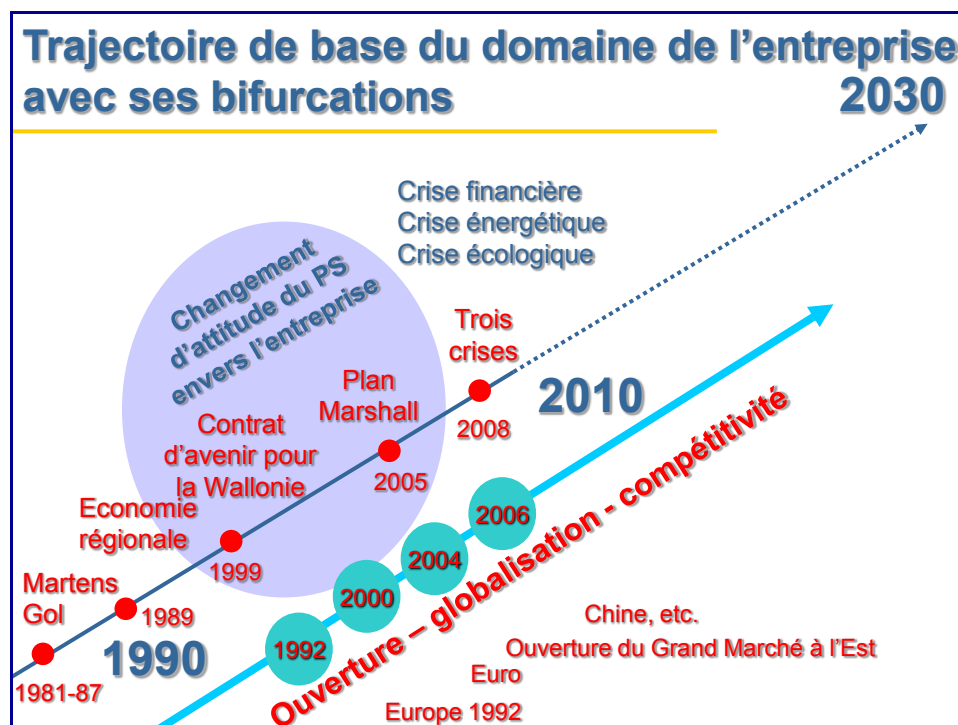 Trajectoire de base du domaine de l’entreprise
avec ses bifurcations
2030
Crise financière
Crise énergétique
Crise écologique
Changement
d’attitude du PS
envers l’entreprise
Trois
crises
2008
2010
Plan
Marshall
2005
Contrat
d’avenir pour
la Wallonie
1999
Economie
régionale
1989
Martens
Gol
1981-87
1990
1992
2000
2004
2006
Ouverture – globalisation - compétitivité
Chine, etc.
Ouverture du Grand Marché à l’Est
Euro
Europe 1992